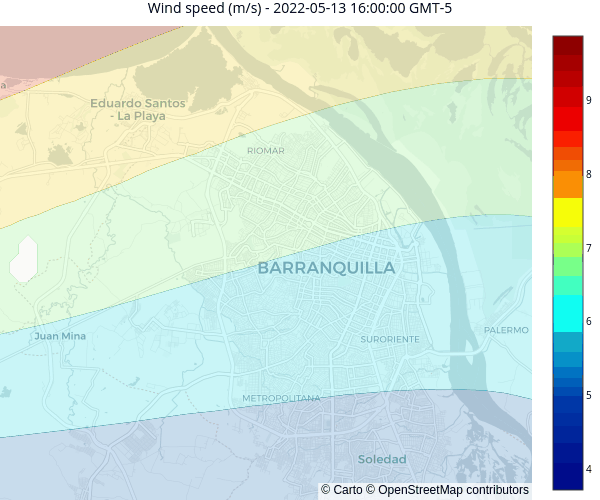 Wind speed (m/s) - 2022-05-13 16:00:00 GMT-5
a
Eduardo Santos
- La Playa
RIOMAR
BARRANQUILLA
Juan Mina
PALERMO
SURORIENTE
METROPOLITANA
Soledad
© Carto © OpenStreetMap contributors
9
8
7
6
5
4